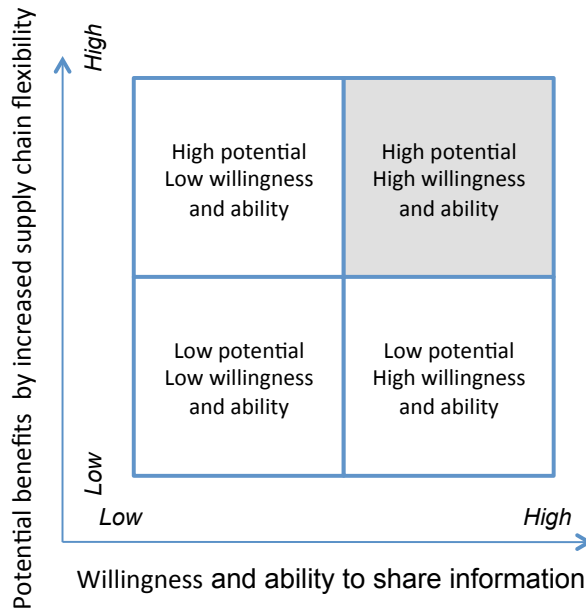 Potential benefits by increased supply chain flexibility
High
High potential
Low willingness
and ability
High potential
High willingness
and ability
Low potential
Low willingness
and ability
Low potential
High willingness
and ability
Low
Low
High
Willingness and ability to share information